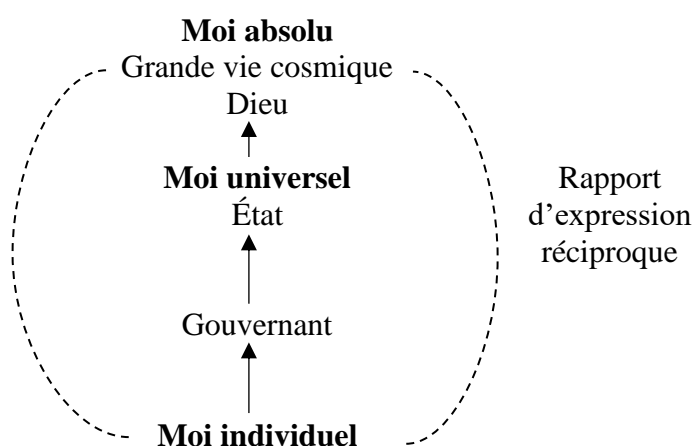 Moi absolu
Grande vie cosmique
Dieu
Moi universel
État
Rapport
d’expression
réciproque
Gouvernant
Moi individuel